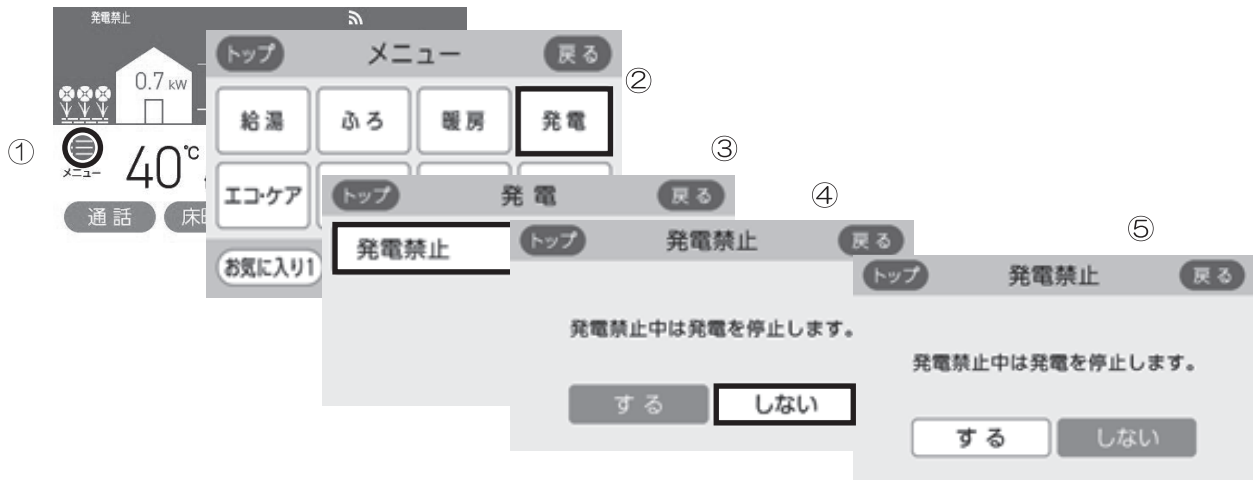 発電禁止
0.7 kW
①
メニュー
40℃
通話
床
②
トップ
メニュー
戻る
給湯
ふろ
暖房
発電
エコ・ケア
お気に入り1
③
トップ
発電
戻る
発電禁止
④
トップ
発電禁止
戻る
発電禁止中は発電を停止します。
する
しない
⑤
トップ
発電禁止
戻る
発電禁止中は発電を停止します。
する
しない